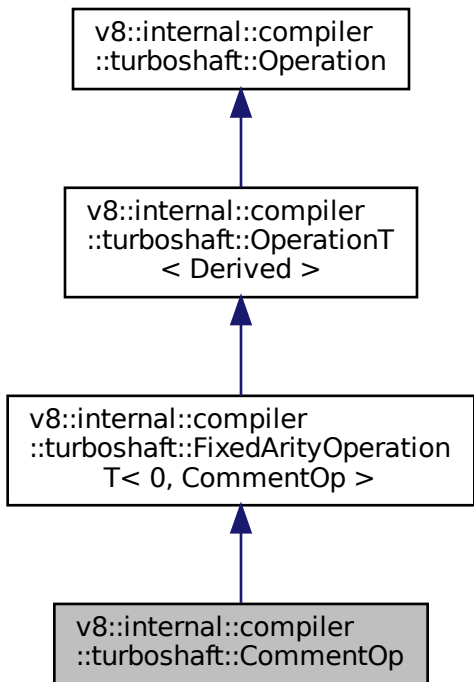 v8::internal::compiler
::turboshaft::Operation
v8::internal::compiler
::turboshaft::OperationT
< Derived >
v8::internal::compiler
::turboshaft::FixedArityOperation
T< 0, CommentOp >
v8::internal::compiler
::turboshaft::CommentOp